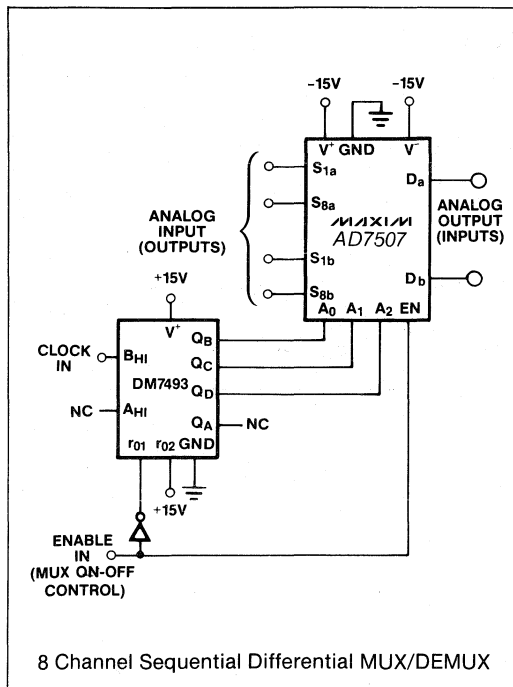 -15V -15V
V+ GND V-
S1a
S8a
S1b
S8b
Da
Db
MAXIM
AD7507
A0 A1 A2 EN
ANALOG
INPUT
(OUTPUTS)
ANALOG
OUTPUT
(INPUTS)
+15V
V+
CLOCK
IN
BHI
DM7493
NC
AHI
QB
QC
QD
QA
NC
r01 r02 GND
+15V
ENABLE
IN
(MUX ON-OFF
CONTROL)
8 Channel Sequential Differential MUX/DEMUX